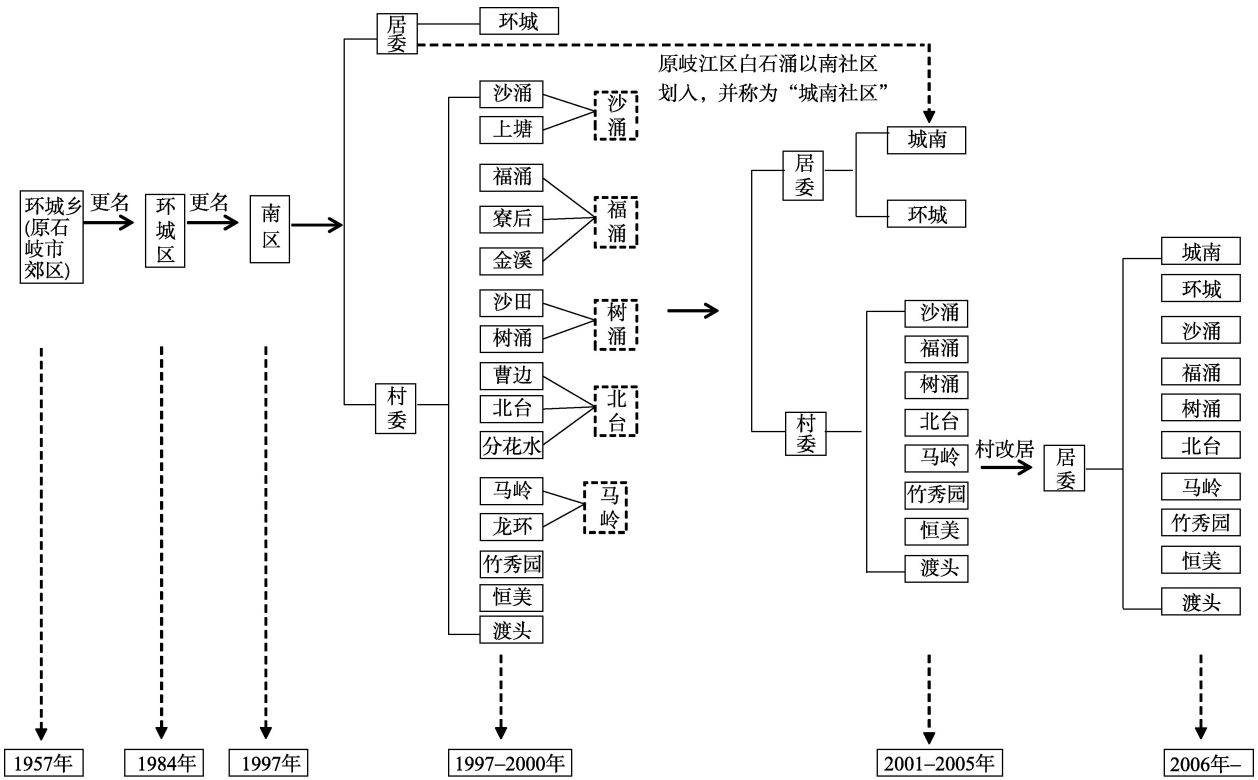 环城乡
(原石
岐市
郊区)
更名
环
城
区
更名
南
区
居
委
环城
原岐江区白石涌以南社区
划入，并称为“城南社区”
村
委
沙涌
上塘
沙
涌
福涌
寮后
金溪
福
涌
沙田
树涌
树
涌
曹边
北台
分花水
北
台
马岭
龙环
马
岭
竹秀园
恒美
渡头
居
委
城南
环城
村
委
沙涌
福涌
树涌
北台
马岭
竹秀园
恒美
渡头
村改居
居
委
城南
环城
沙涌
福涌
树涌
北台
马岭
竹秀园
恒美
渡头
1957年
1984年
1997年
1997–2000年
2001–2005年
2006年–